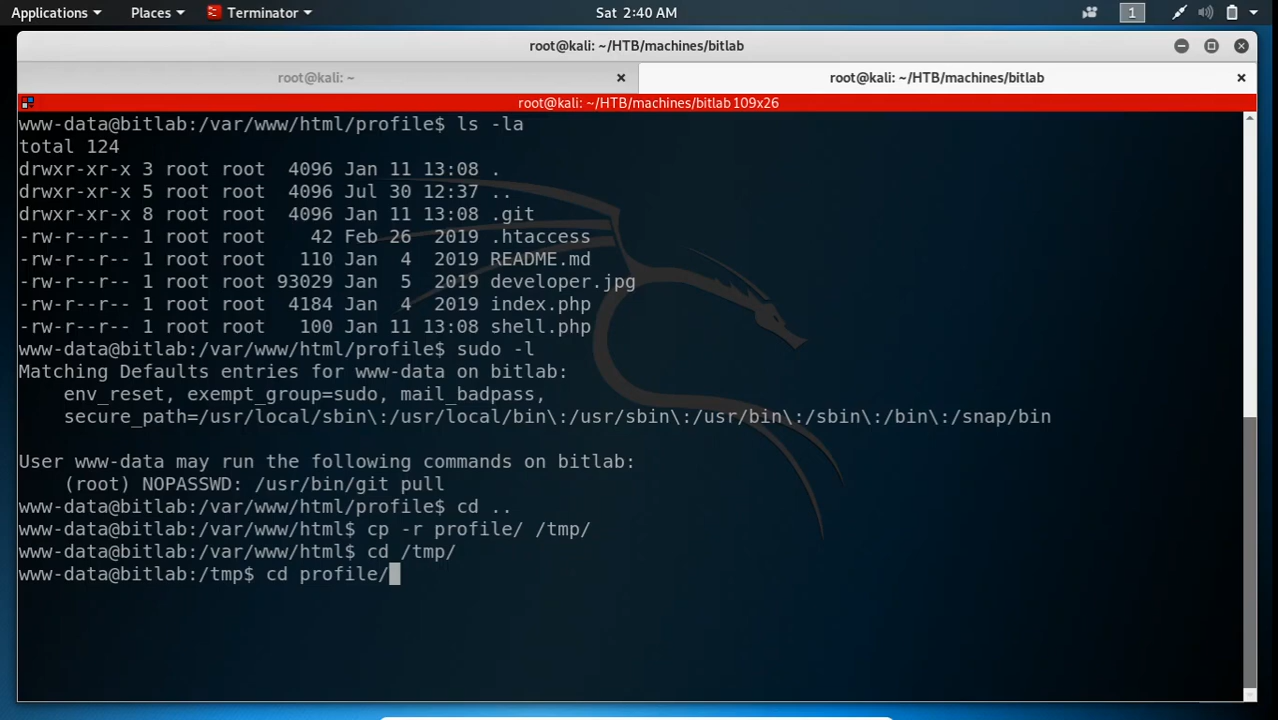 Applications Places Terminator Sat 2:40 AM 1
root@kali: ~/HTB/machines/bitlab
root@kali: ~ root@kali: ~/HTB/machines/bitlab
root@kali: ~/HTB/machines/bitlab 109x26
www-data@bitlab:/var/www/html/profile$ ls -la
total 124
drwxr-xr-x 3 root root  4096 Jan 11 13:08 .
drwxr-xr-x 5 root root  4096 Jul 30 12:37 ..
drwxr-xr-x 8 root root  4096 Jan 11 13:08 .git
-rw-r--r-- 1 root root    42 Feb 26  2019 .htaccess
-rw-r--r-- 1 root root   110 Jan  4  2019 README.md
-rw-r--r-- 1 root root 93029 Jan  5  2019 developer.jpg
-rw-r--r-- 1 root root  4184 Jan  4  2019 index.php
-rw-r--r-- 1 root root   100 Jan 11 13:08 shell.php
www-data@bitlab:/var/www/html/profile$ sudo -l
Matching Defaults entries for www-data on bitlab:
    env_reset, exempt_group=sudo, mail_badpass,
    secure_path=/usr/local/sbin\:/usr/local/bin\:/usr/sbin\:/usr/bin\:/sbin\:/bin\:/snap/bin
User www-data may run the following commands on bitlab:
    (root) NOPASSWD: /usr/bin/git pull
www-data@bitlab:/var/www/html/profile$ cd ..
www-data@bitlab:/var/www/html$ cp -r profile/ /tmp/
www-data@bitlab:/var/www/html$ cd /tmp/
www-data@bitlab:/tmp$ cd profile/